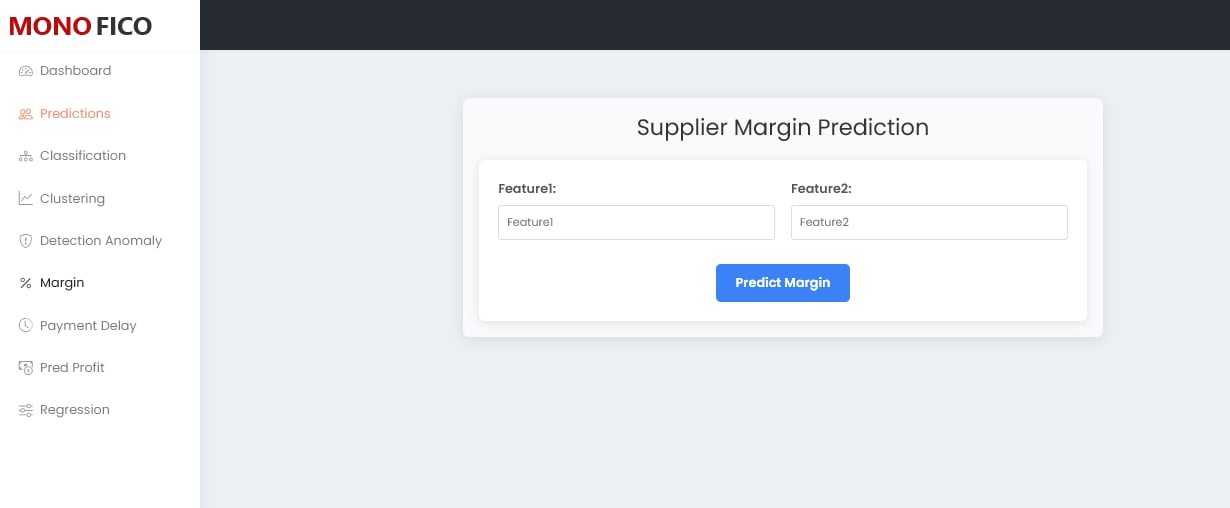 MONO FICO
Dashboard
Predictions
Classification
Clustering
Detection Anomaly
Margin
Payment Delay
Pred Profit
Regression
Supplier Margin Prediction
Feature1: Feature2:
Feature1 Feature2
Predict Margin